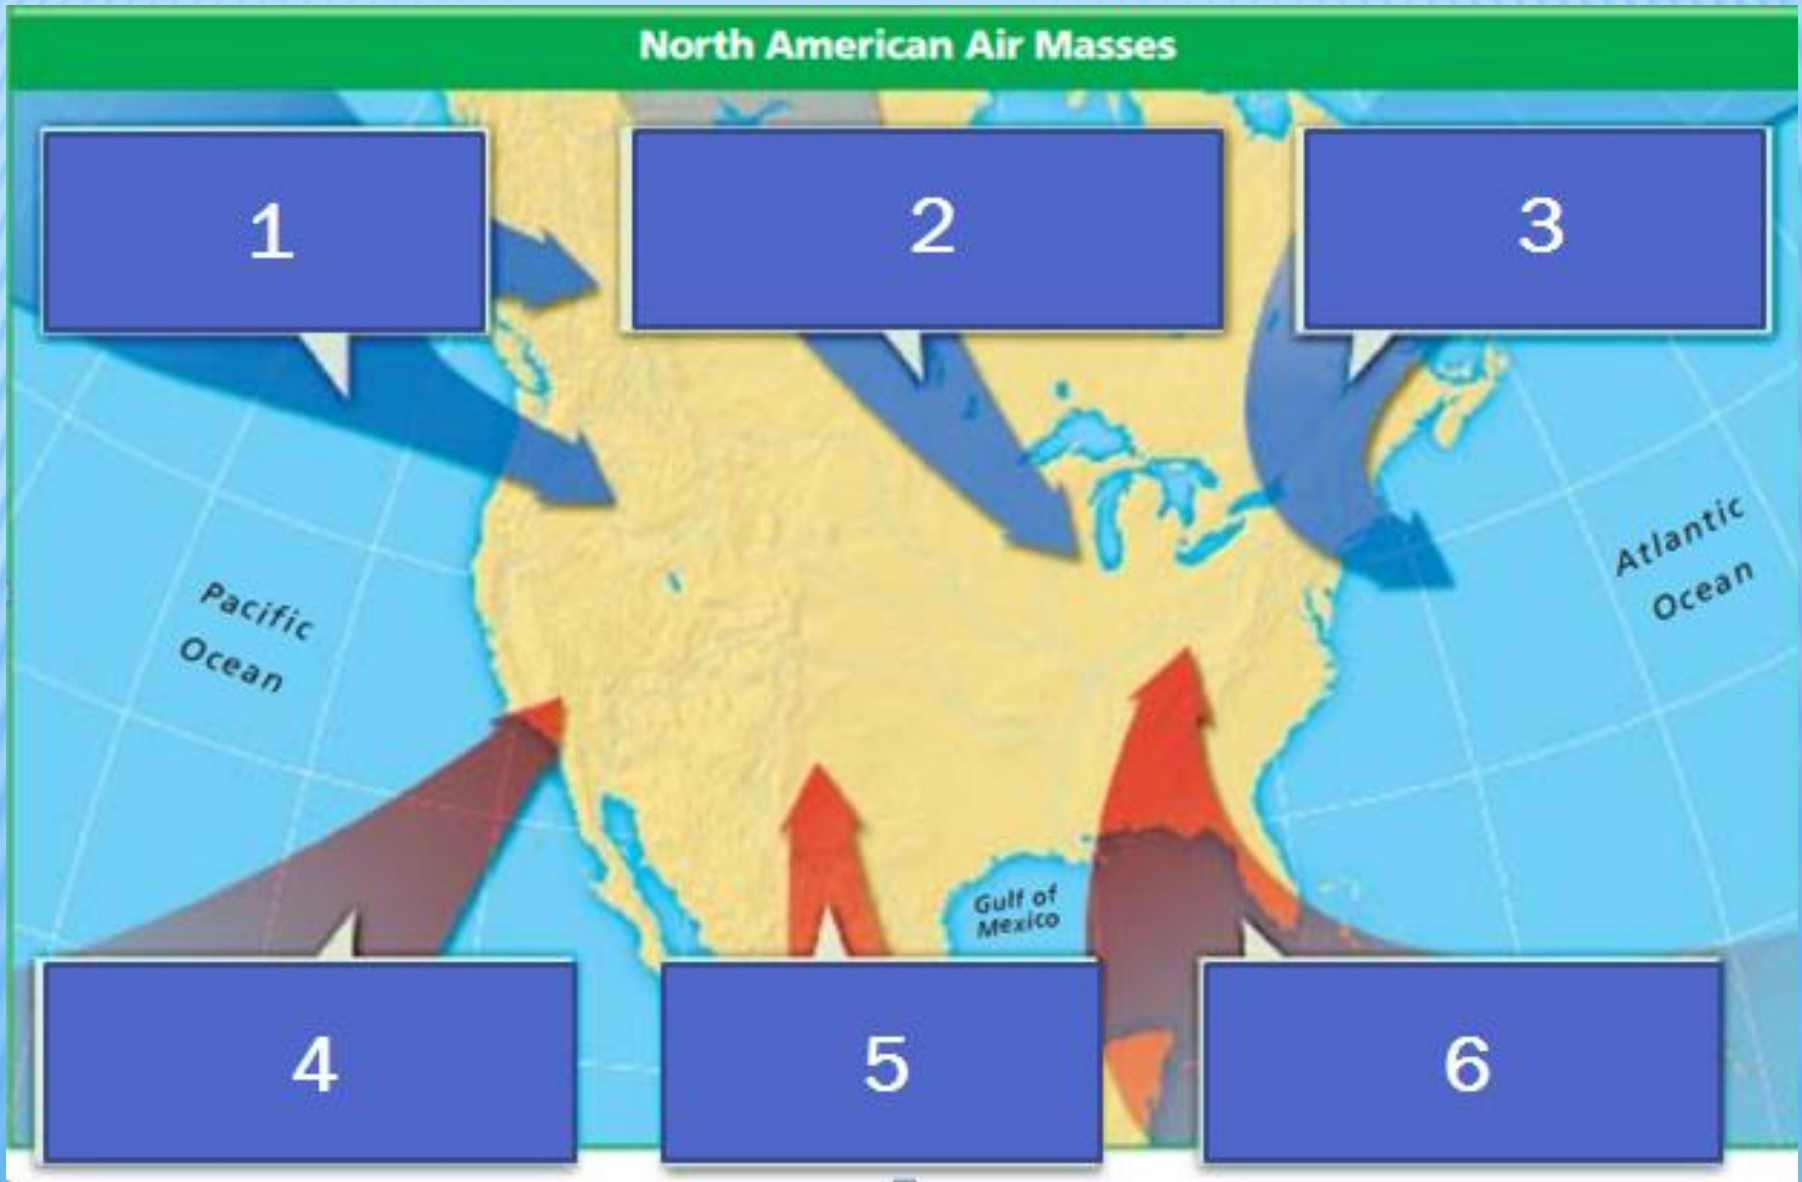 North American Air Masses
1
2
3
Pacific
Ocean
Atlantic
Ocean
Gulf of
Mexico
4
5
6